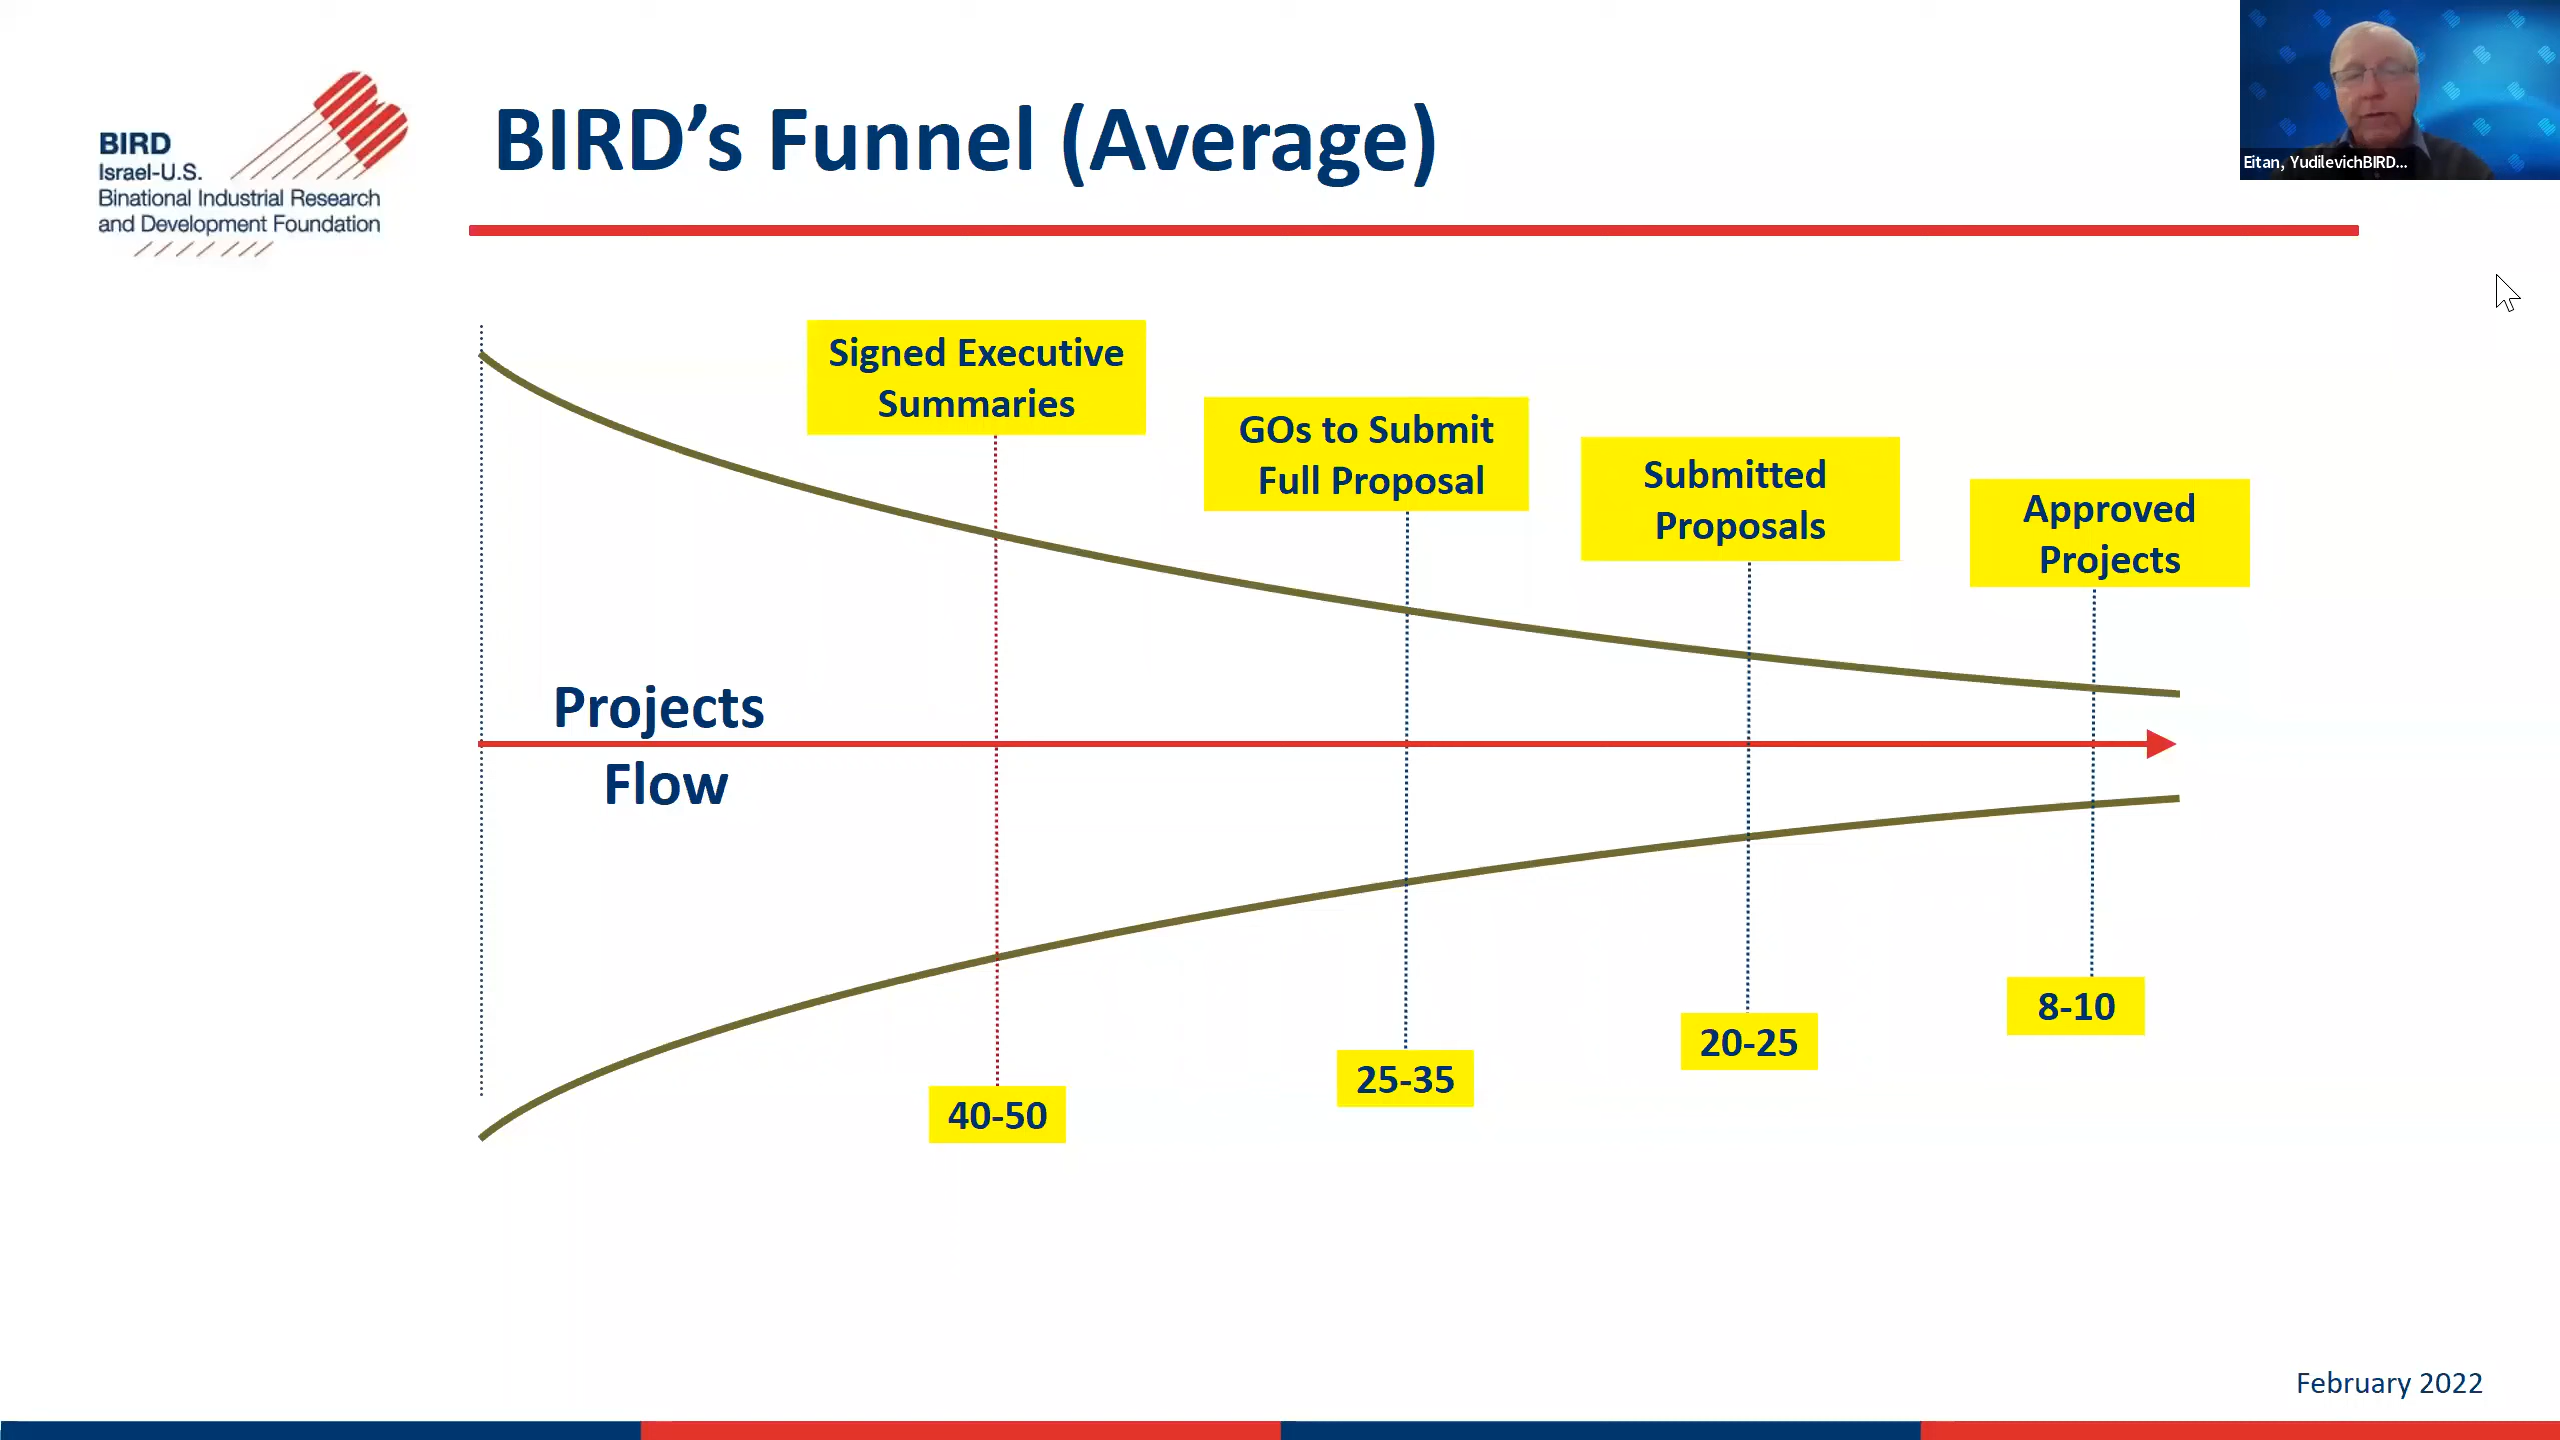 BIRD
Israel-U.S.
Binational Industrial Research
and Development Foundation
BIRD’s Funnel (Average)
Eitan, YudilevichBIRD...
Signed Executive
Summaries
GOs to Submit
Full Proposal
Submitted
Proposals
Approved
Projects
Projects
Flow
40-50
25-35
20-25
8-10
February 2022